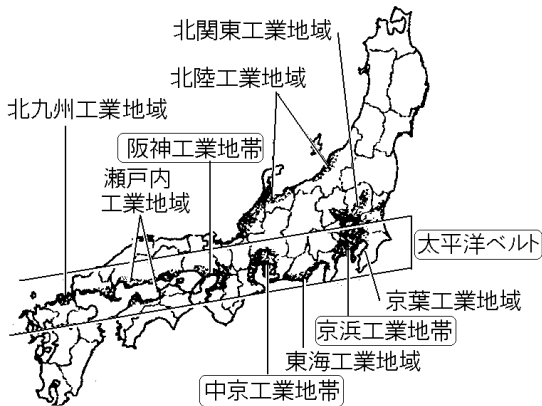 北関東工業地域
北陸工業地域
北九州工業地域
阪神工業地帯
瀬戸内
工業地域
太平洋ベルト
京葉工業地域
京浜工業地帯
東海工業地域
中京工業地帯